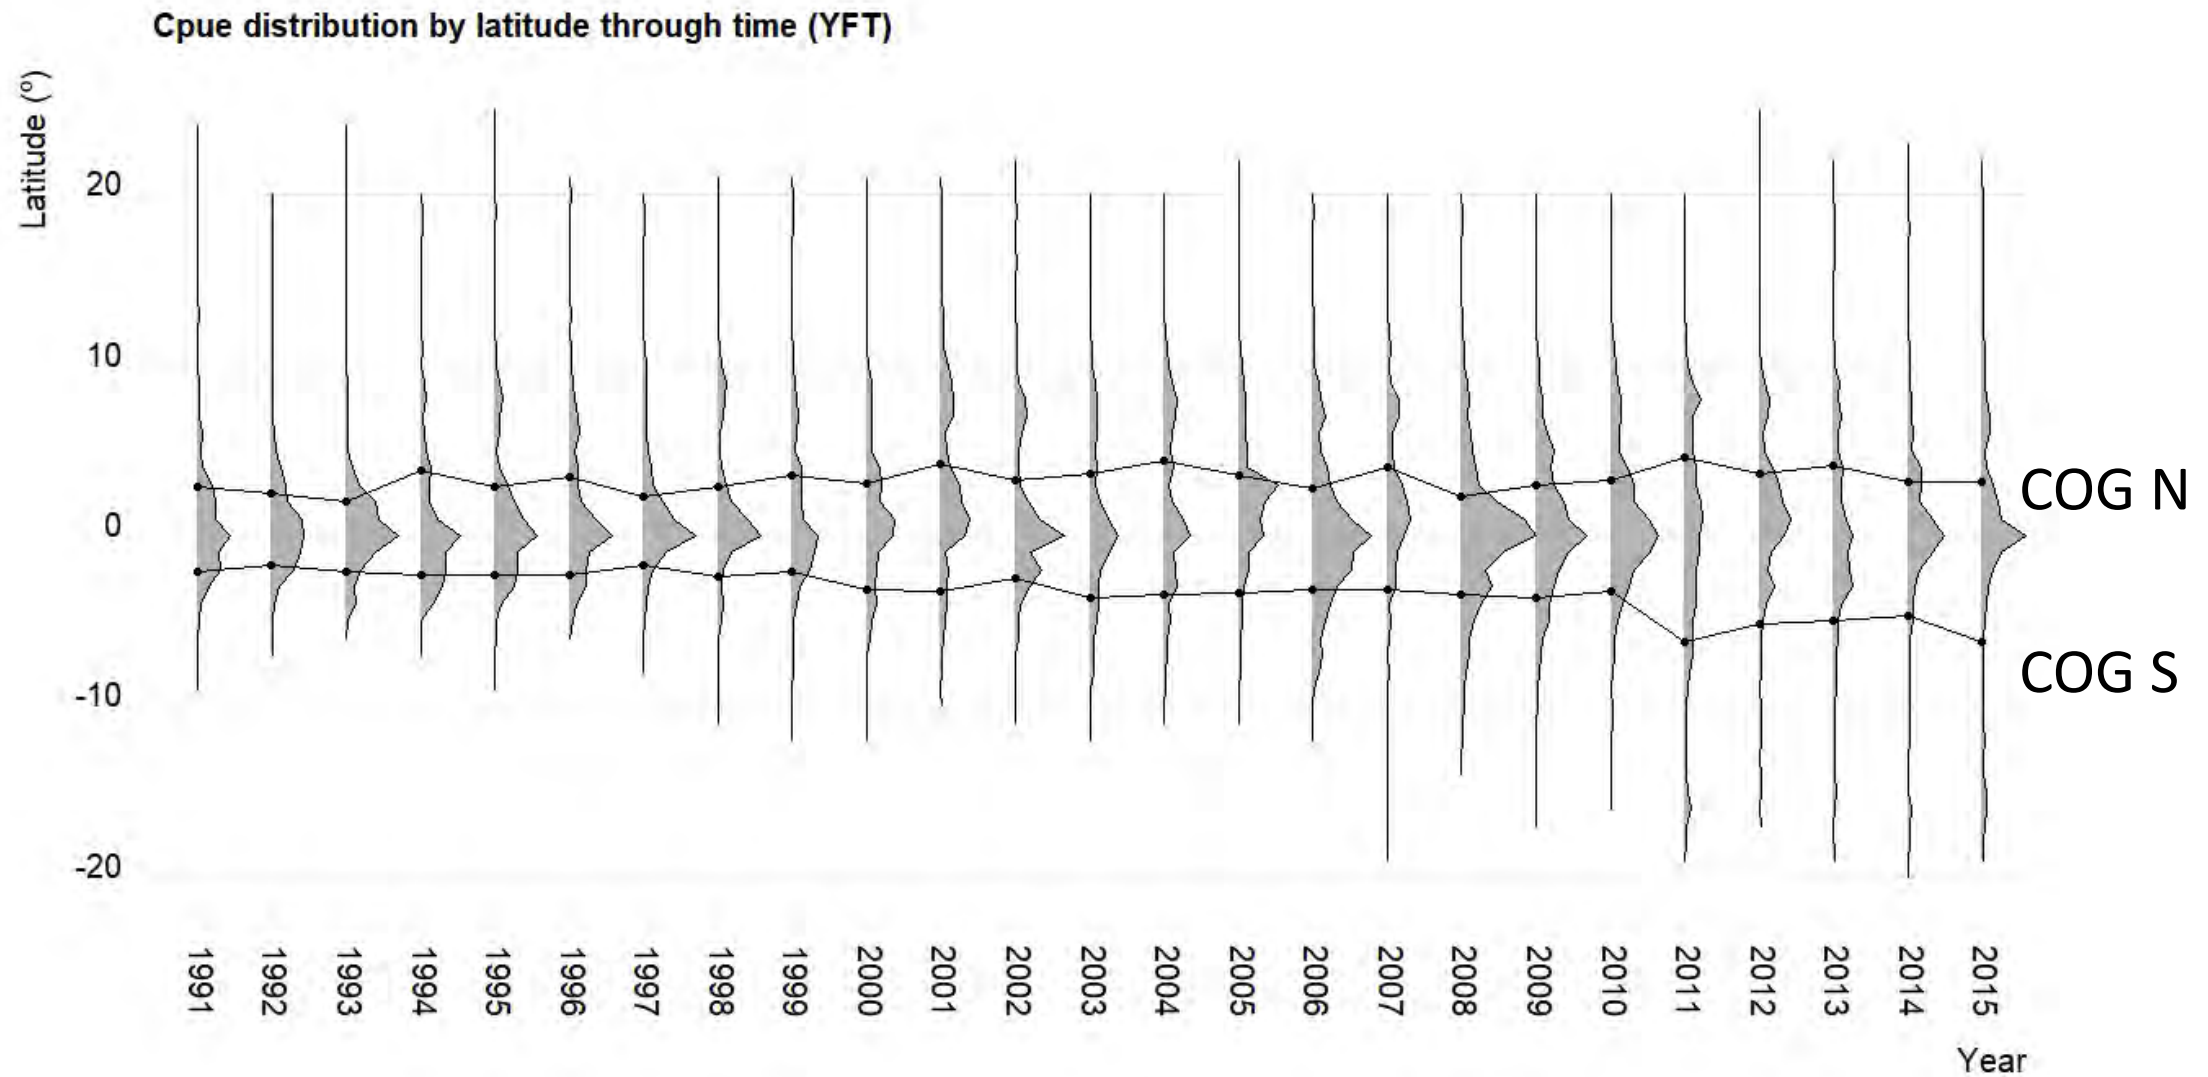 Cpue distribution by latitude through time (YFT)
Latitude (º)
20
10
0
-10
-20
COG N
COG S
1991 1992 1993 1994 1995 1996 1997 1998 1999 2000 2001 2002 2003 2004 2005 2006 2007 2008 2009 2010 2011 2012 2013 2014 2015
Year